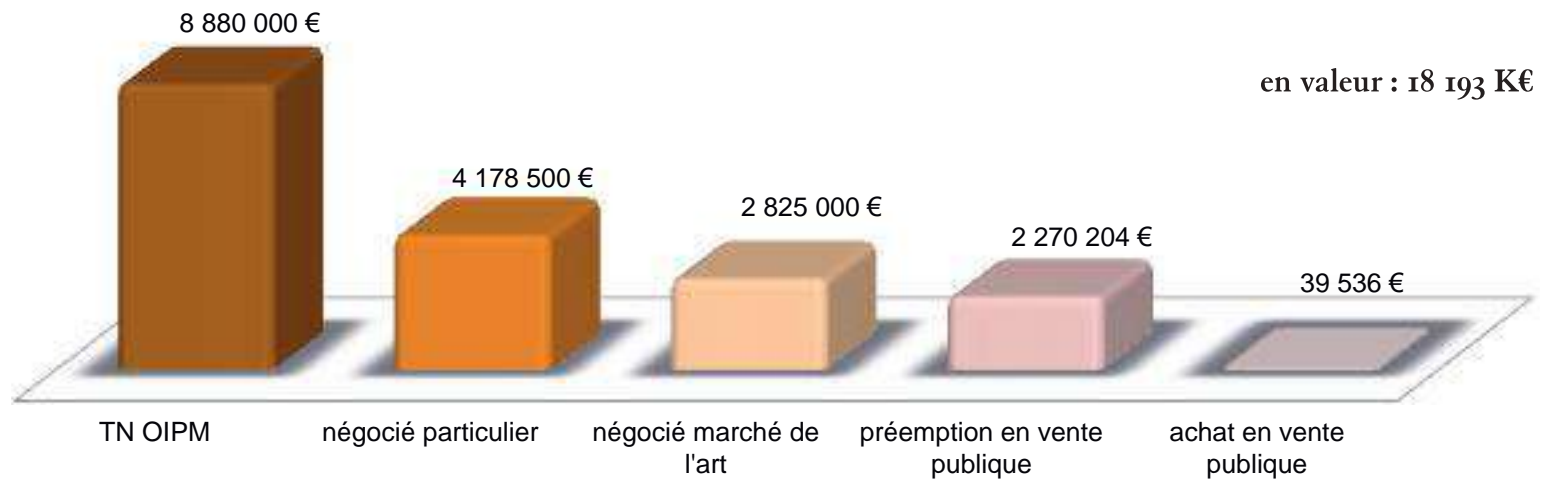 8 880 000 €
en valeur : 18 193 K€
4 178 500 €
2 825 000 €
2 270 204 €
39 536 €
TN OIPM
négocié particulier
négocié marché de
l'art
préemption en vente
publique
achat en vente
publique